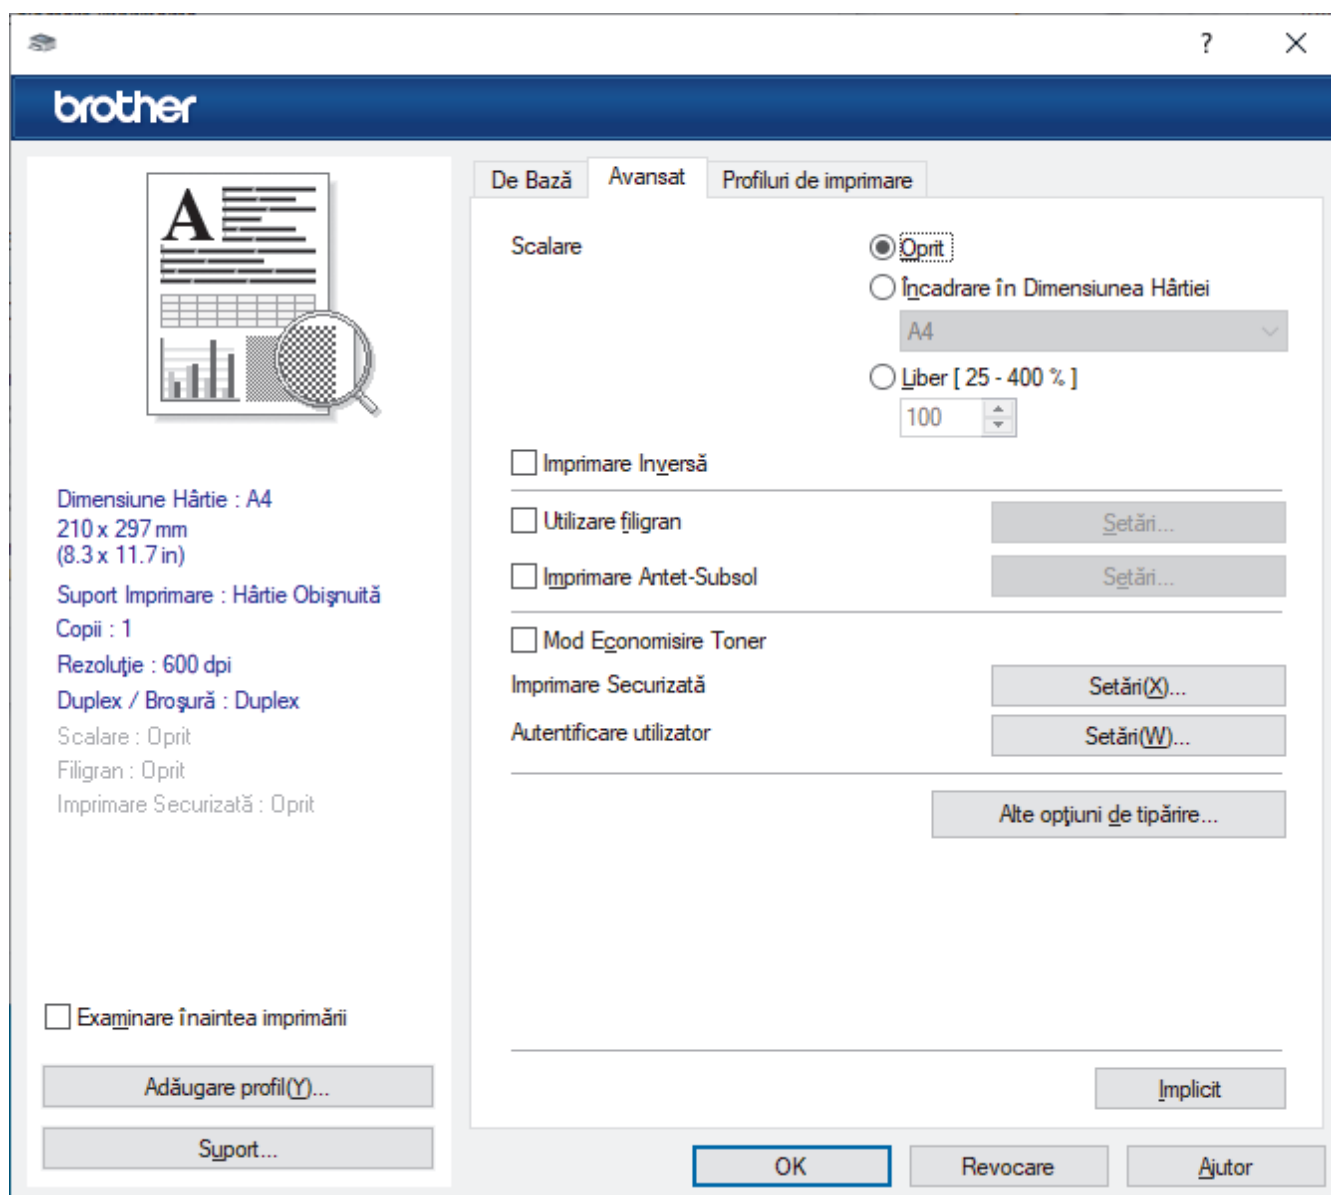 ?
brother
De Bază
Avansat
Profiluri de imprimare
A
Dimensiune Hârtie : A4
210 x 297 mm
(8.3 x 11.7 in)
Suport Imprimare : Hârtie Obişnuită
Copii : 1
Rezoluţie : 600 dpi
Duplex / Broşură : Duplex
Scalare : Oprit
Filigran : Oprit
Imprimare Securizată : Oprit
Examinare înaintea imprimării
Adăugare profil(Y)...
Suport...
Scalare
Oprit
Încadrare în Dimensiunea Hârtiei
A4
Liber [ 25 - 400 % ]
100
Imprimare Inversă
Utilizare filigran
Setări...
Imprimare Antet-Subsol
Setări...
Mod Economisire Toner
Imprimare Securizată
Setări(X)...
Autentificare utilizator
Setări(W)...
Alte opţiuni de tipărire...
Implicit
OK
Revocare
Ajutor